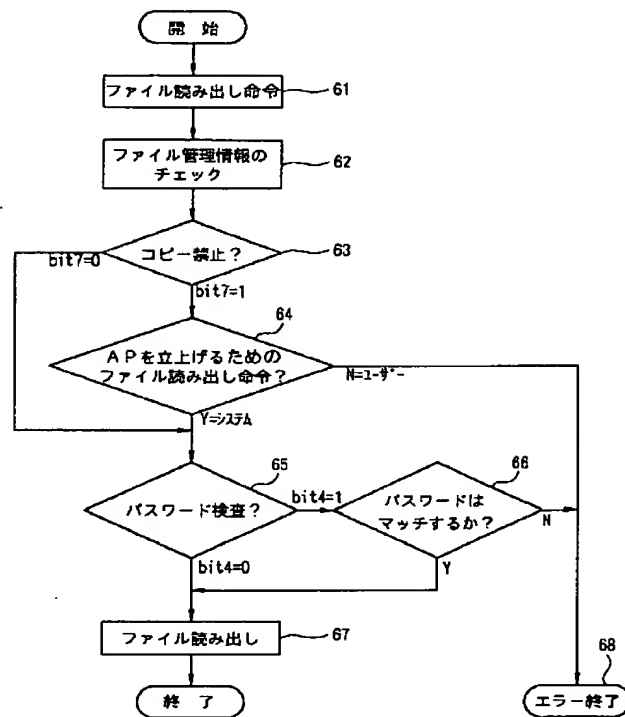 開 始
ファイル読み出し命令
61
ファイル管理情報の
チェック
62
コピー禁止?
63
bit7=0
bit7=1
64
APを立上げるための
ファイル読み出し命令?
N=ユーザー
Y=システム
65
パスワード検査?
bit4=1
66
パスワードは
マッチするか?
N
bit4=0
Y
ファイル読み出し
67
終 了
68
エラー終了